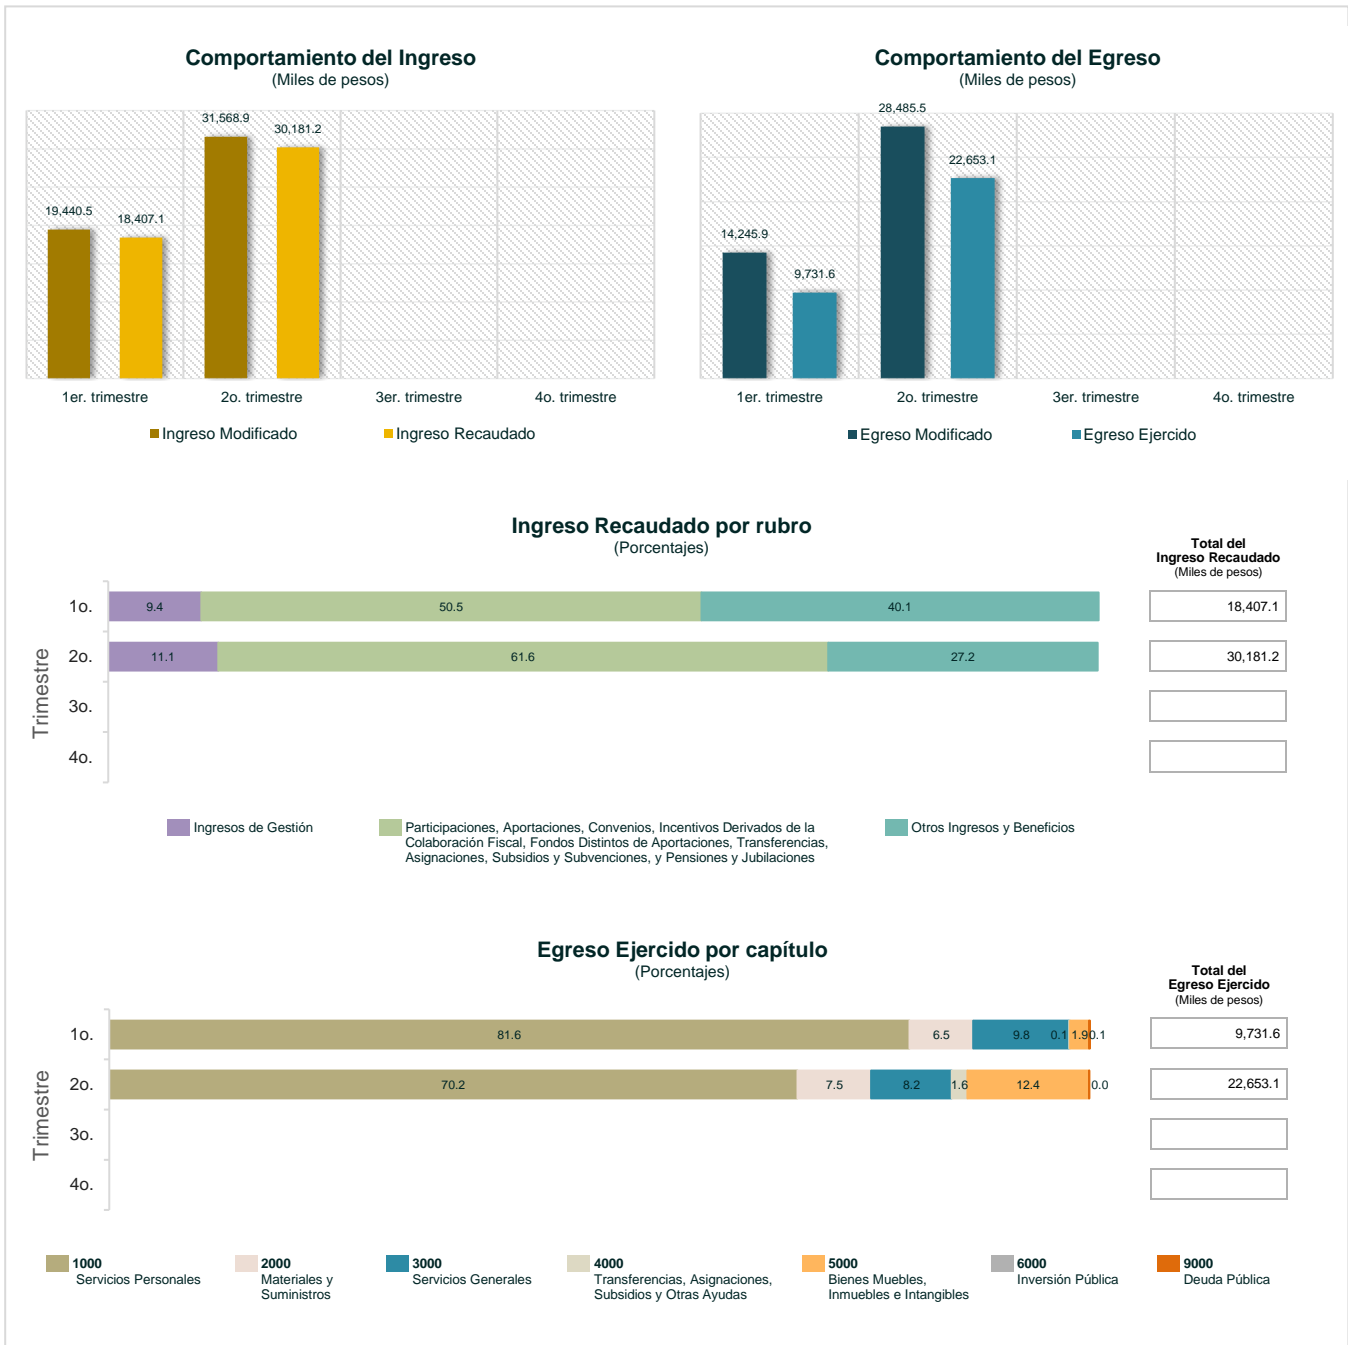 Comportamiento del Ingreso
(Miles de pesos)
31,568.9
30,181.2
19,440.5
18,407.1
1er. trimestre 2o. trimestre 3er. trimestre 4o. trimestre
Ingreso Modificado Ingreso Recaudado
Comportamiento del Egreso
(Miles de pesos)
28,485.5
22,653.1
14,245.9
9,731.6
1er. trimestre 2o. trimestre 3er. trimestre 4o. trimestre
Egreso Modificado Egreso Ejercido
Ingreso Recaudado por rubro
(Porcentajes)
Total del
Ingreso Recaudado
(Miles de pesos)
Trimestre
1o. 9.4 50.5 40.1 18,407.1
2o. 11.1 61.6 27.2 30,181.2
3o.
4o.
Ingresos de Gestión
Participaciones, Aportaciones, Convenios, Incentivos Derivados de la
Colaboración Fiscal, Fondos Distintos de Aportaciones, Transferencias,
Asignaciones, Subsidios y Subvenciones, y Pensiones y Jubilaciones
Otros Ingresos y Beneficios
Egreso Ejercido por capítulo
(Porcentajes)
Total del
Egreso Ejercido
(Miles de pesos)
Trimestre
1o. 81.6 6.5 9.8 0.1 1.9 0.1 9,731.6
2o. 70.2 7.5 8.2 1.6 12.4 0.0 22,653.1
3o.
4o.
1000
Servicios Personales
2000
Materiales y
Suministros
3000
Servicios Generales
4000
Transferencias, Asignaciones,
Subsidios y Otras Ayudas
5000
Bienes Muebles,
Inmuebles e Intangibles
6000
Inversión Pública
9000
Deuda Pública